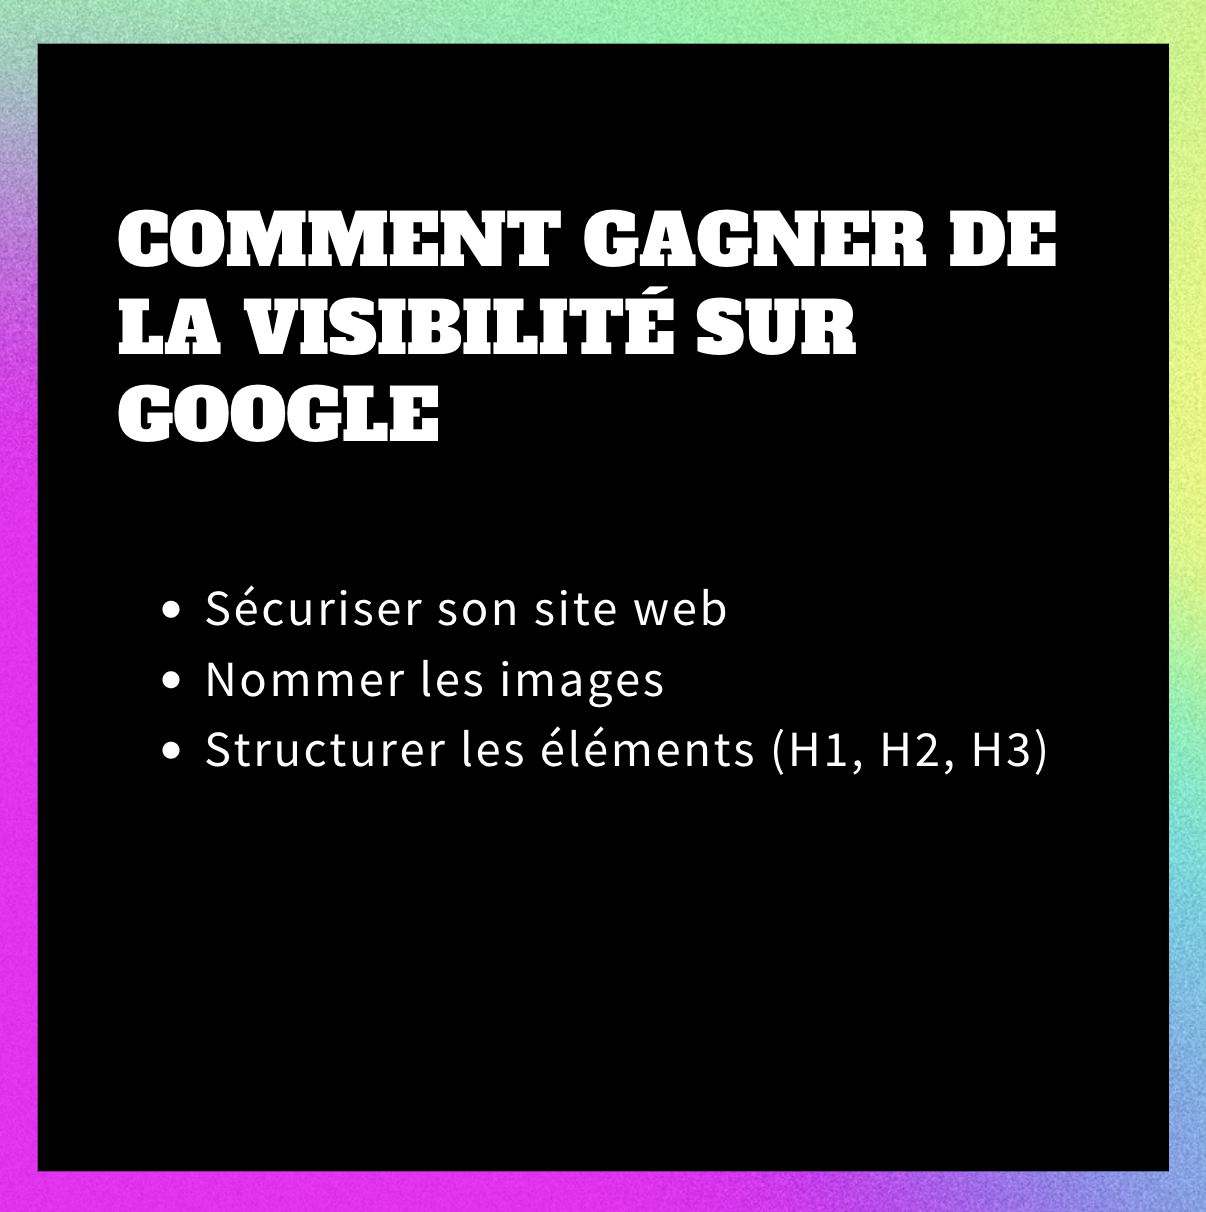 COMMENT GAGNER DE
LA VISIBILITÉ SUR
GOOGLE
• Sécuriser son site web
• Nommer les images
• Structurer les éléments (H1, H2, H3)